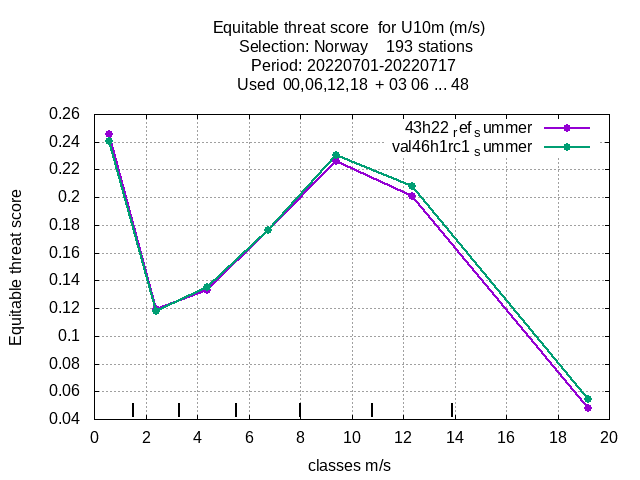 Equitable threat score for U10m (m/s)
Selection: Norway 193 stations
Period: 20220701-20220717
Used 00,06,12,18 + 03 06 ... 48
0.26
0.24
0.22
0.2
0.18
0.16
0.14
0.12
0.1
0.08
0.06
0.04
Equitable threat score
43h22 ref summer
val46h1rc1 summer
0 2 4 6 8 10 12 14 16 18 20
classes m/s